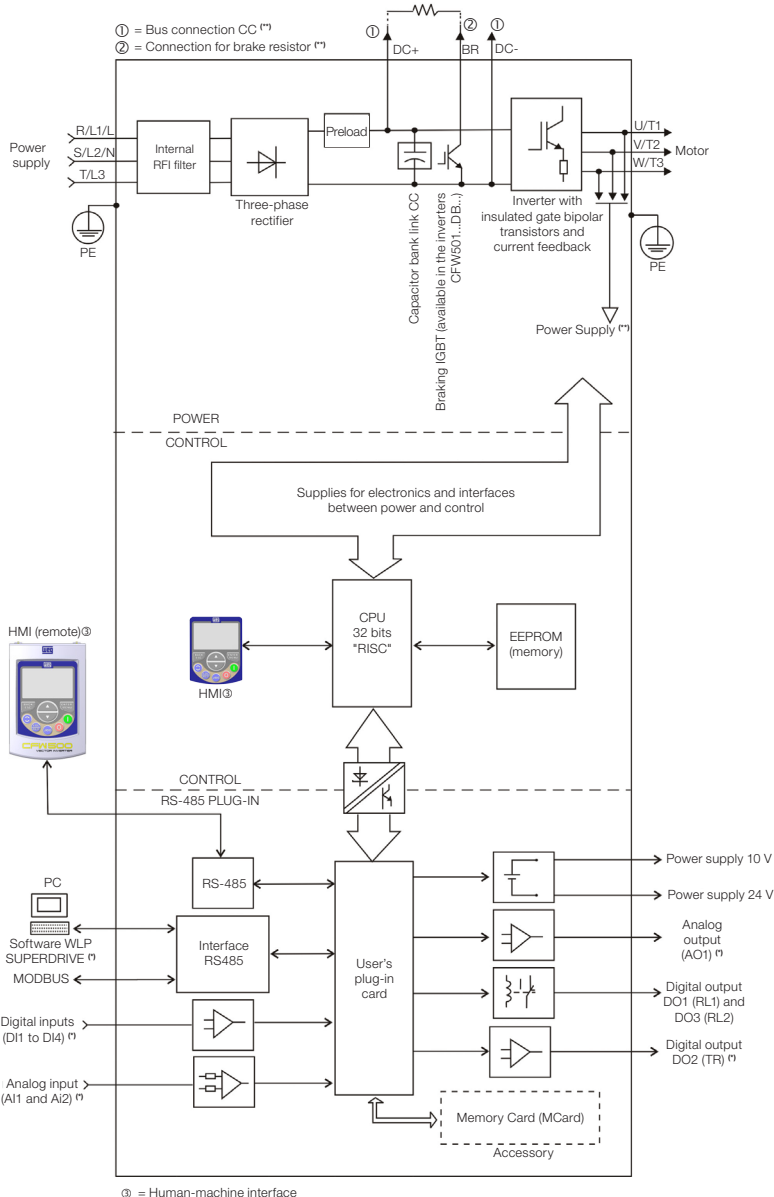 ① = Bus connection CC (**)
② = Connection for brake resistor (**)
①
②
①
DC+
BR
DC-
Power
supply
R/L1/L
S/L2/N
T/L3
PE
Internal
RFI filter
Three-phase
rectifier
Preload
Capacitor bank link CC
Braking IGBT (available in the inverters
CFW501...DB...)
Inverter with
insulated gate bipolar
transistors and
current feedback
U/T1
V/T2
W/T3
Motor
PE
Power Supply (**)
POWER
CONTROL
Supplies for electronics and interfaces
between power and control
CPU
32 bits
"RISC"
EEPROM
(memory)
HMI③
HMI (remote)③
CONTROL
RS-485 PLUG-IN
RS-485
PC
Software WLP
SUPERDRIVE (*)
MODBUS
Interface
RS485
User's
plug-in
card
Digital inputs
(DI1 to DI4) (*)
Analog input
(AI1 and Ai2) (*)
Power supply 10 V
Power supply 24 V
Analog
output
(AO1) (*)
Digital output
DO1 (RL1) and
DO3 (RL2)
Digital output
DO2 (TR) (*)
Memory Card (MCard)
Accessory
③ = Human-machine interface